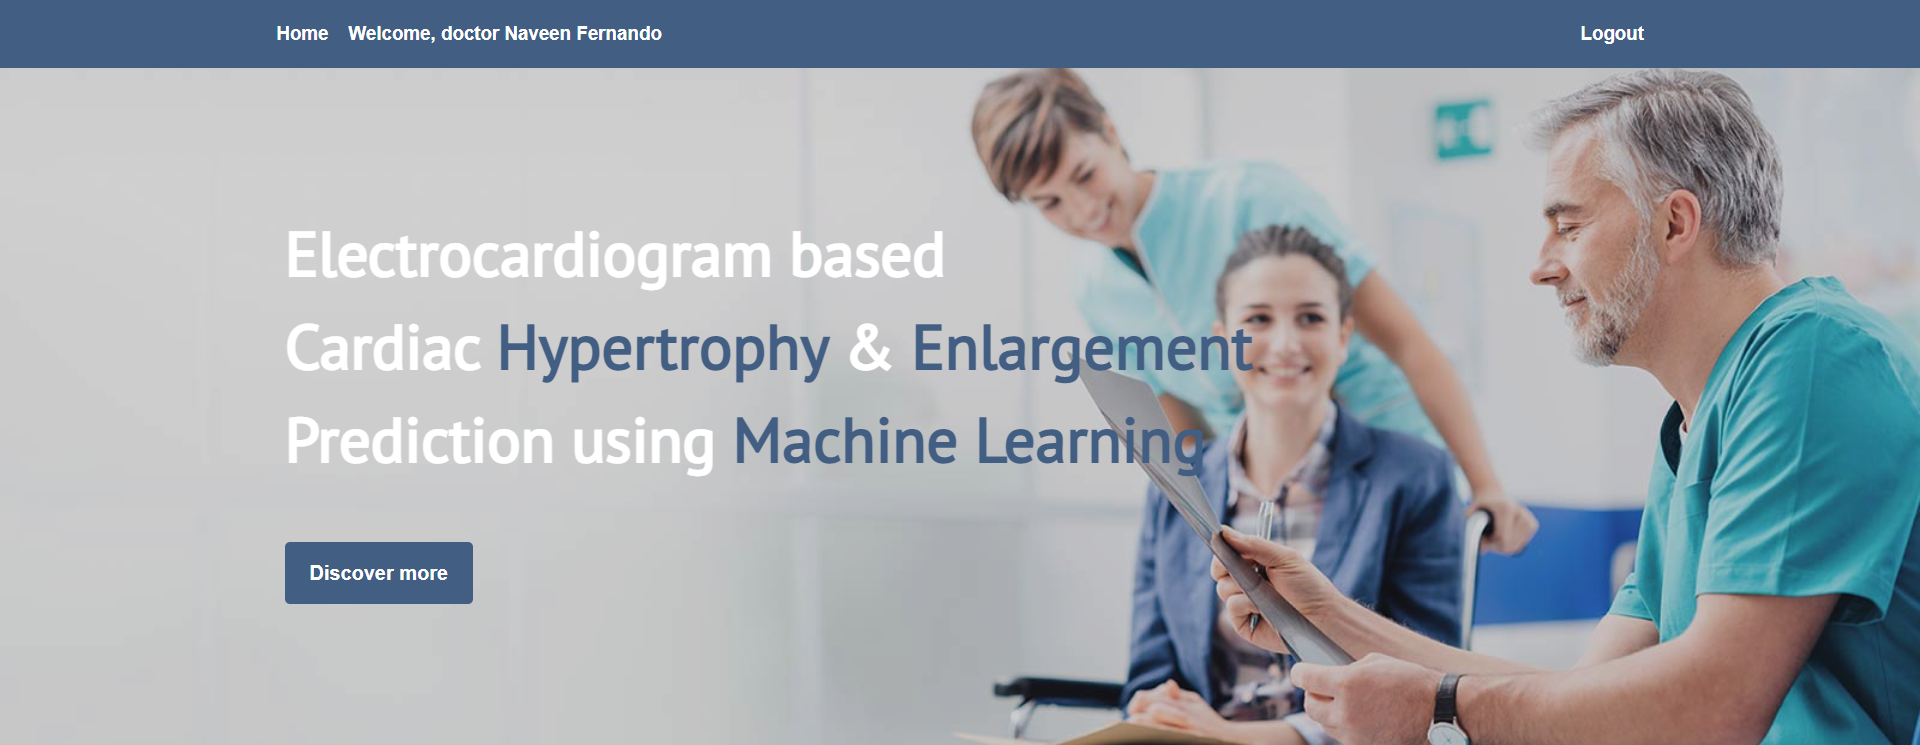 Home Welcome, doctor Naveen Fernando Logout
Electrocardiogram based
Cardiac Hypertrophy & Enlargement
Prediction using Machine Learning
Discover more